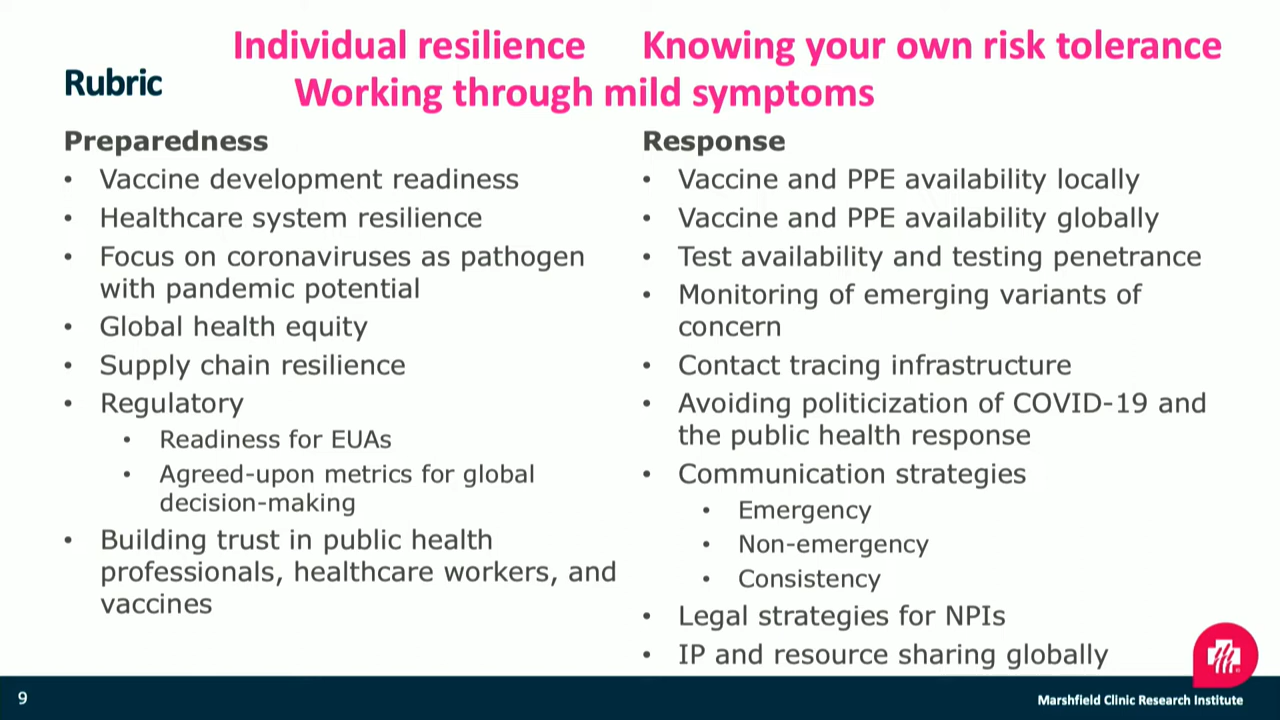 Individual resilience
Knowing your own risk tolerance
Rubric
Working through mild symptoms
Preparedness
• Vaccine development readiness
• Healthcare system resilience
• Focus on coronaviruses as pathogen
with pandemic potential
• Global health equity
• Supply chain resilience
• Regulatory
• Readiness for EUAs
• Agreed-upon metrics for global
decision-making
• Building trust in public health
professionals, healthcare workers, and
vaccines
Response
• Vaccine and PPE availability locally
• Vaccine and PPE availability globally
• Test availability and testing penetrance
• Monitoring of emerging variants of
concern
• Contact tracing infrastructure
• Avoiding politicization of COVID-19 and
the public health response
• Communication strategies
• Emergency
• Non-emergency
• Consistency
• Legal strategies for NPIs
• IP and resource sharing globally
9
Marshfield Clinic Research Institute